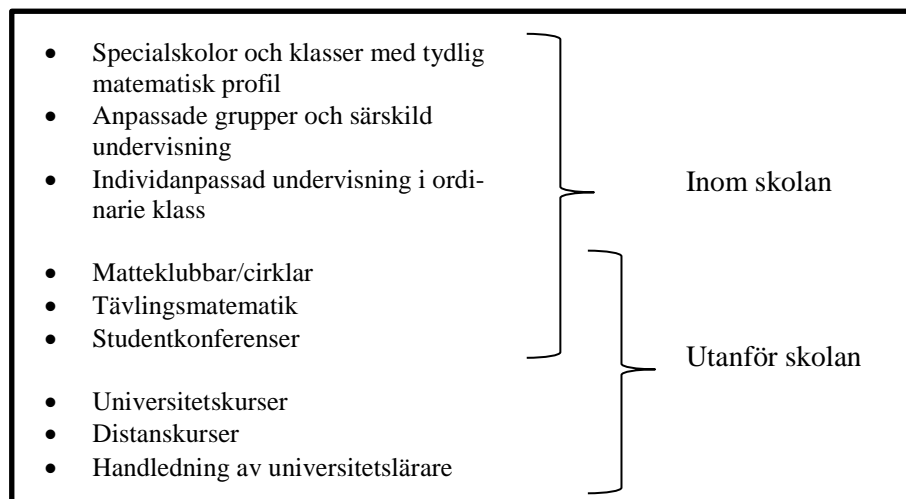 • Specialskolor och klasser med tydlig
matematisk profil
• Anpassade grupper och särskild
undervisning
• Individanpassad undervisning i ordi-
narie klass
Inom skolan
• Matteklubbar/cirklar
• Tävlingsmatematik
• Studentkonferenser
Utanför skolan
• Universitetskurser
• Distanskurser
• Handledning av universitetslärare